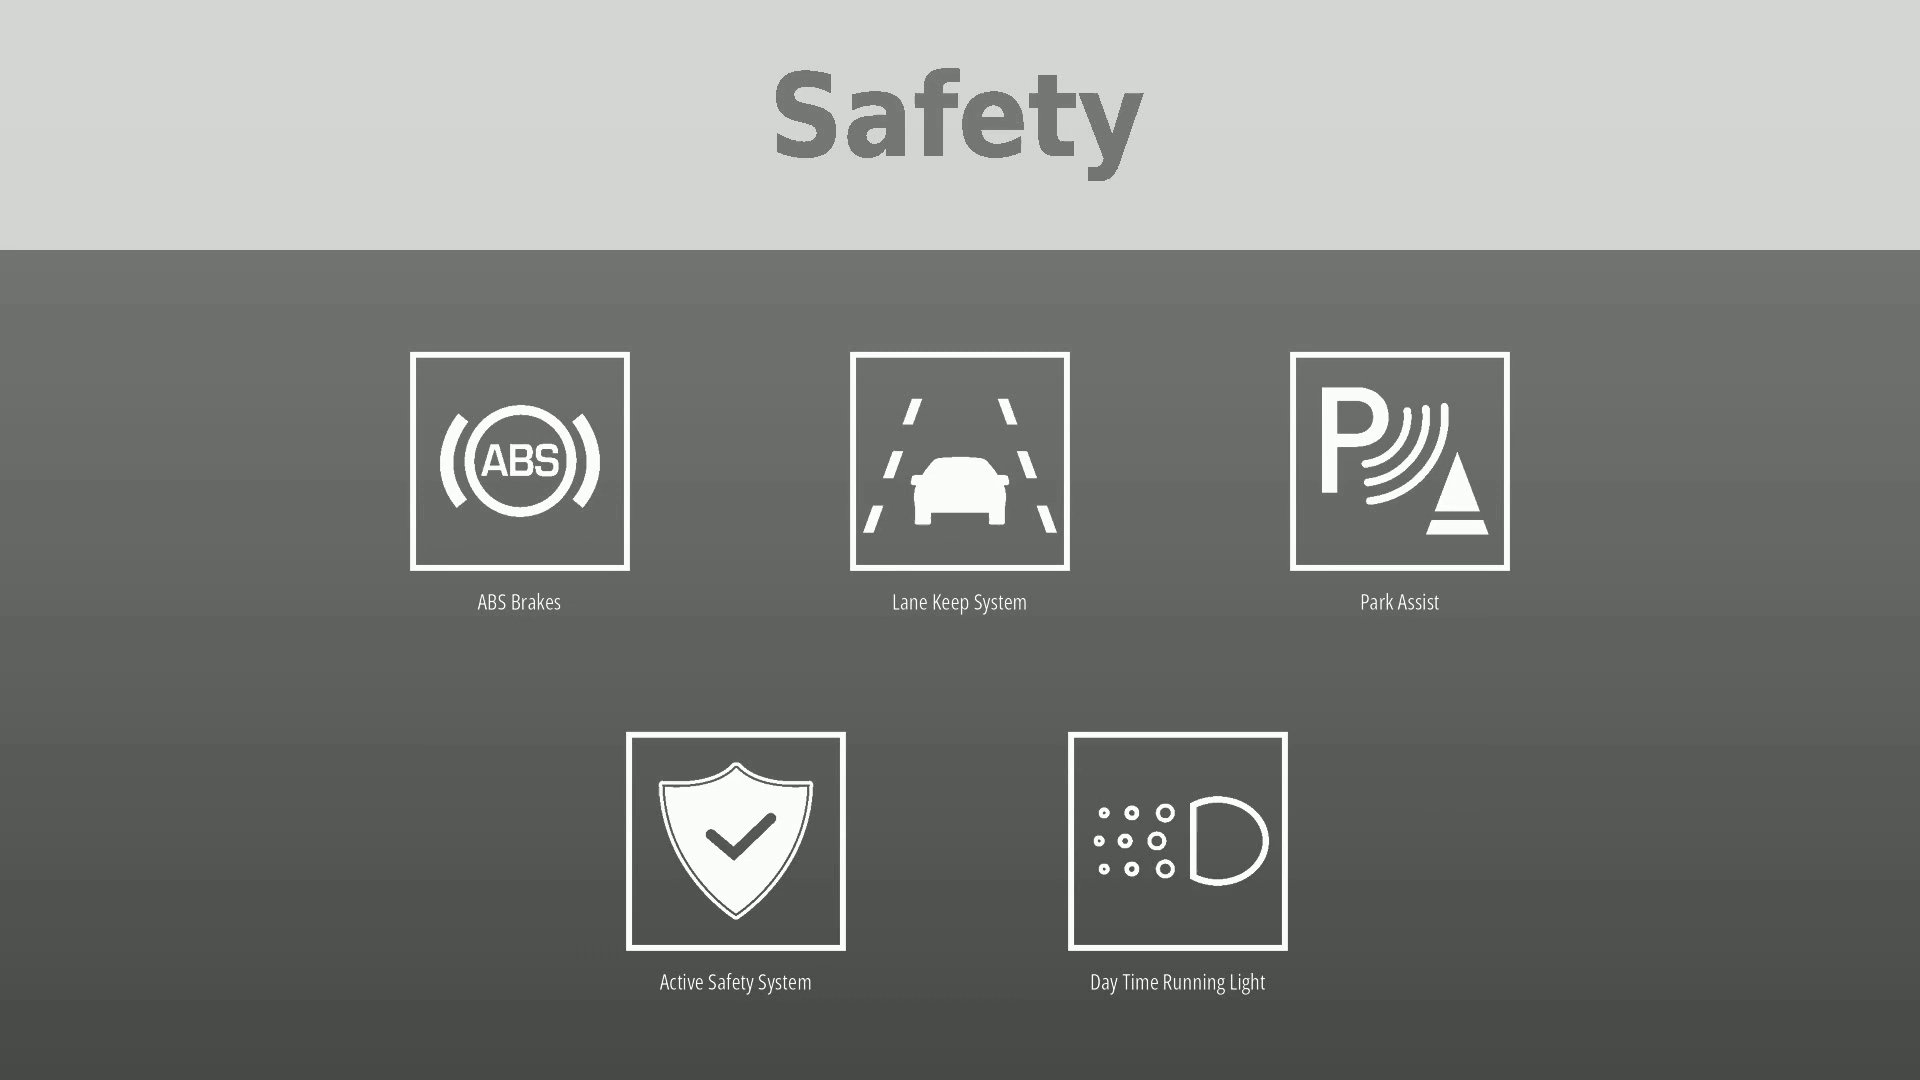 Safety
ABS
P
ABS Brakes
Lane Keep System
Park Assist
Active Safety System
Day Time Running Light